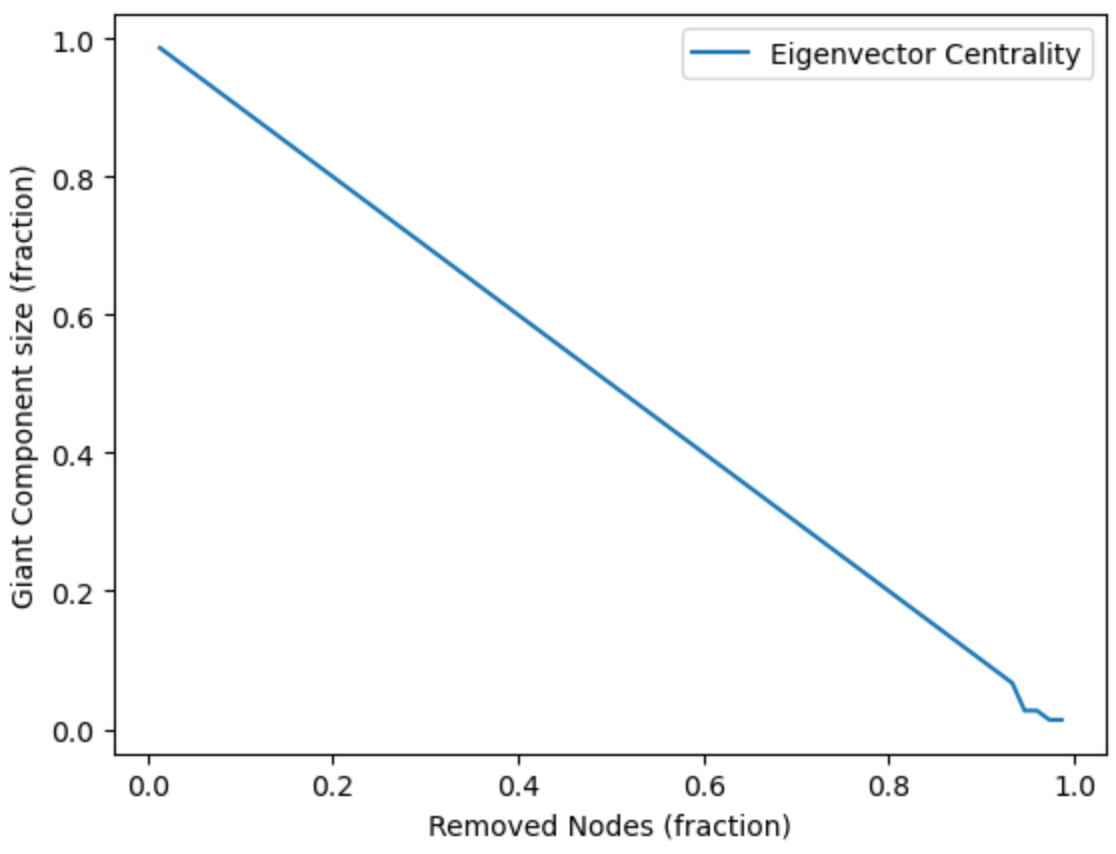 Eigenvector Centrality
Giant Component size (fraction)
1.0
0.8
0.6
0.4
0.2
0.0
0.0 0.2 0.4 0.6 0.8 1.0
Removed Nodes (fraction)